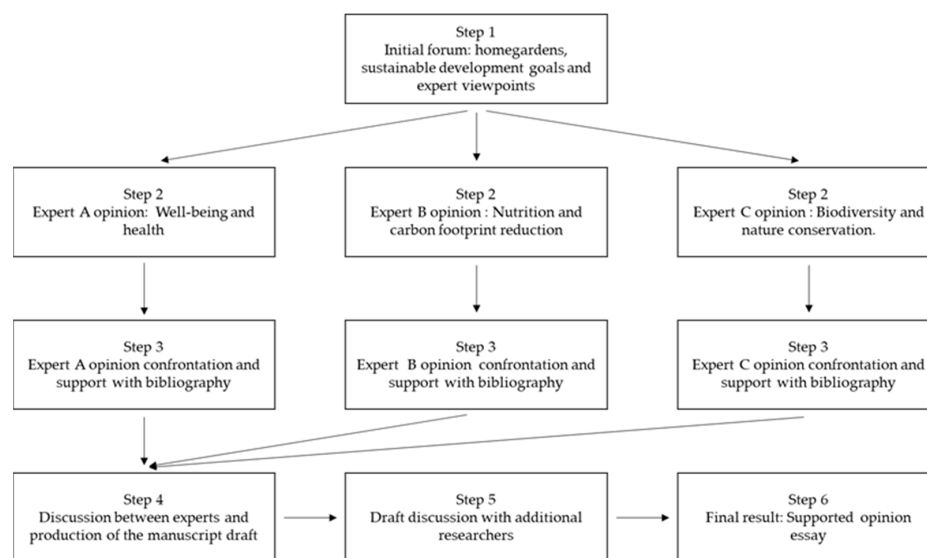 Step 1
Initial forum: homegardens,
sustainable development goals and
expert viewpoints
Step 2
Expert A opinion: Well-being and
health
Step 2
Expert B opinion : Nutrition and
carbon footprint reduction
Step 2
Expert C opinion : Biodiversity and
nature conservation.
Step 3
Expert A opinion confrontation and
support with bibliography
Step 3
Expert B opinion confrontation and
support with bibliography
Step 3
Expert C opinion confrontation and
support with bibliography
Step 4
Discussion between experts and
production of the manuscript draft
Step 5
Draft discussion with additional
researchers
Step 6
Final result: Supported opinion
essay